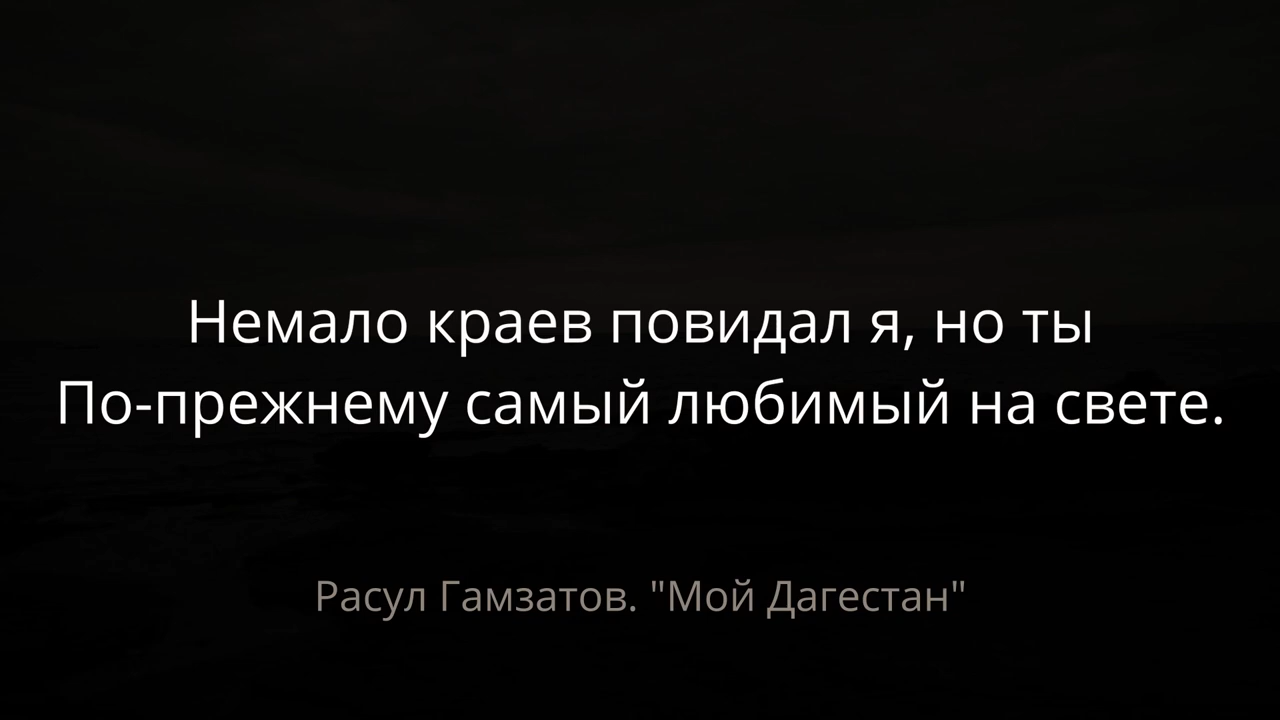 Немало краев повидал я, но ты
По-прежнему самый любимый на свете.
Расул Гамзатов. "Мой Дагестан"